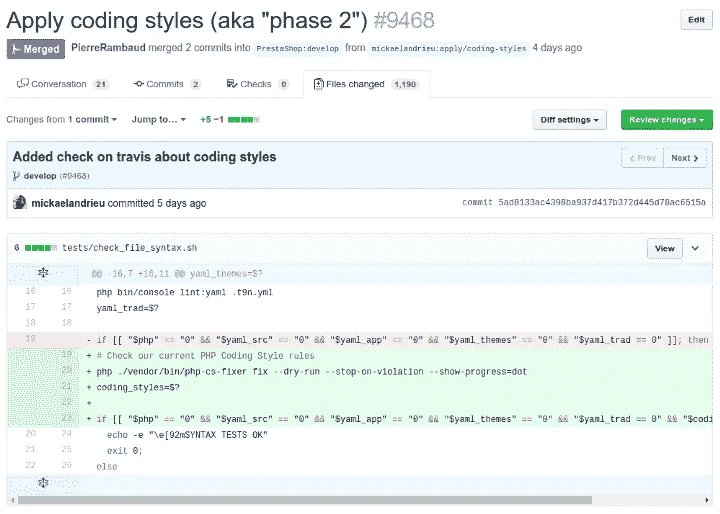 Apply coding styles (aka "phase 2") #9468
Edit
Merged PierreRambaud merged 2 commits into PrestaShop:develop from mickaelandrieu:apply/coding-styles 4 days ago
Conversation 21 Commits 2 Checks 0 Files changed 1,190
Changes from 1 commit Jump to... +5 −1 Diff settings Review changes
Added check on travis about coding styles
Prev Next
develop (#9468)
mickaelandrieu committed 5 days ago commit 5ad8133ac4398ba937d417b372d445d78ac6515a
6 tests/check_file_syntax.sh View
@@ -16,7 +16,11 @@ yaml_themes=$?
16 16 php bin/console lint:yaml .t9n.yml
17 17 yaml_trad=$?
18 18
19 - if [[ "$php" == "0" && "$yaml_src" == "0" && "$yaml_app" == "0" && "$yaml_themes" == "0" && "$yaml_trad == 0" ]]; then
19 + # Check our current PHP Coding Style rules
20 + php ./vendor/bin/php-cs-fixer fix --dry-run --stop-on-violation --show-progress=dot
21 + coding_styles=$?
22 +
23 + if [[ "$php" == "0" && "$yaml_src" == "0" && "$yaml_app" == "0" && "$yaml_themes" == "0" && "$yaml_trad == 0" && "$codi
20 24 echo -e "\e[92mSYNTAX TESTS OK"
21 25 exit 0;
22 26 else